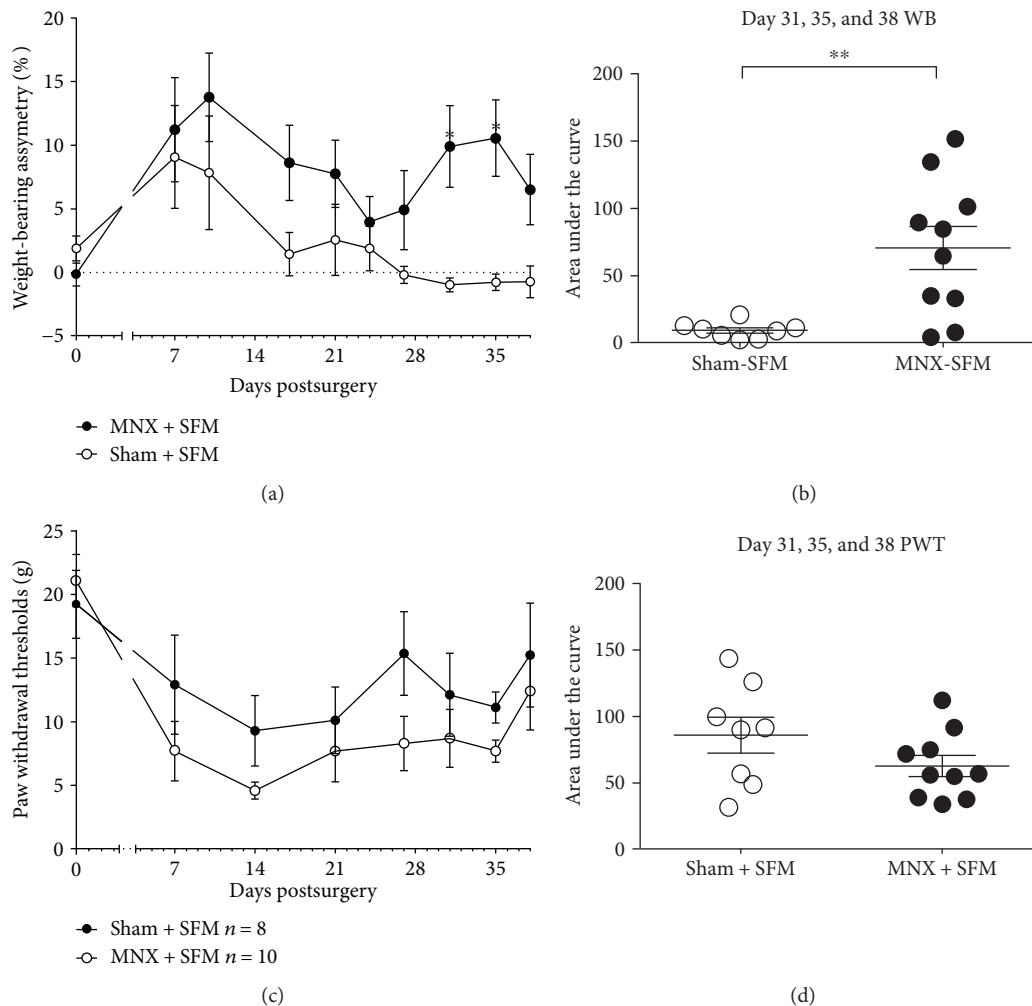 20
15
10
5
0
−5
Weight-bearing assymetry (%)
*
*
0 7 14 21 28 35
Days postsurgery
MNX + SFM
Sham + SFM
(a)
Day 31, 35, and 38 WB
**
200
150
100
50
0
Area under the curve
Sham-SFM MNX-SFM
(b)
25
20
15
10
5
0
Paw withdrawal thresholds (g)
0 7 14 21 28 35
Days postsurgery
Sham + SFM n = 8
MNX + SFM n = 10
(c)
Day 31, 35, and 38 PWT
200
150
100
50
0
Area under the curve
Sham + SFM MNX + SFM
(d)